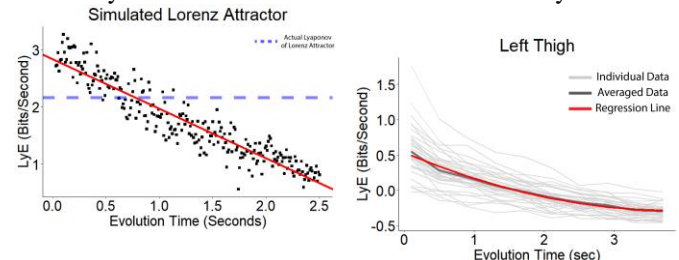 Simulated Lorenz Attractor
Actual Lyaponov
of Lorenz Attractor
3
2
1
LyE (Bits/Second)
0.0 0.5 1.0 1.5 2.0 2.5
Evolution Time (Seconds)
Left Thigh
Individual Data
Averaged Data
Regression Line
1.5
1.0
0.5
0.0
-0.5
LyE (Bits/Second)
0 1 2 3
Evolution Time (sec)